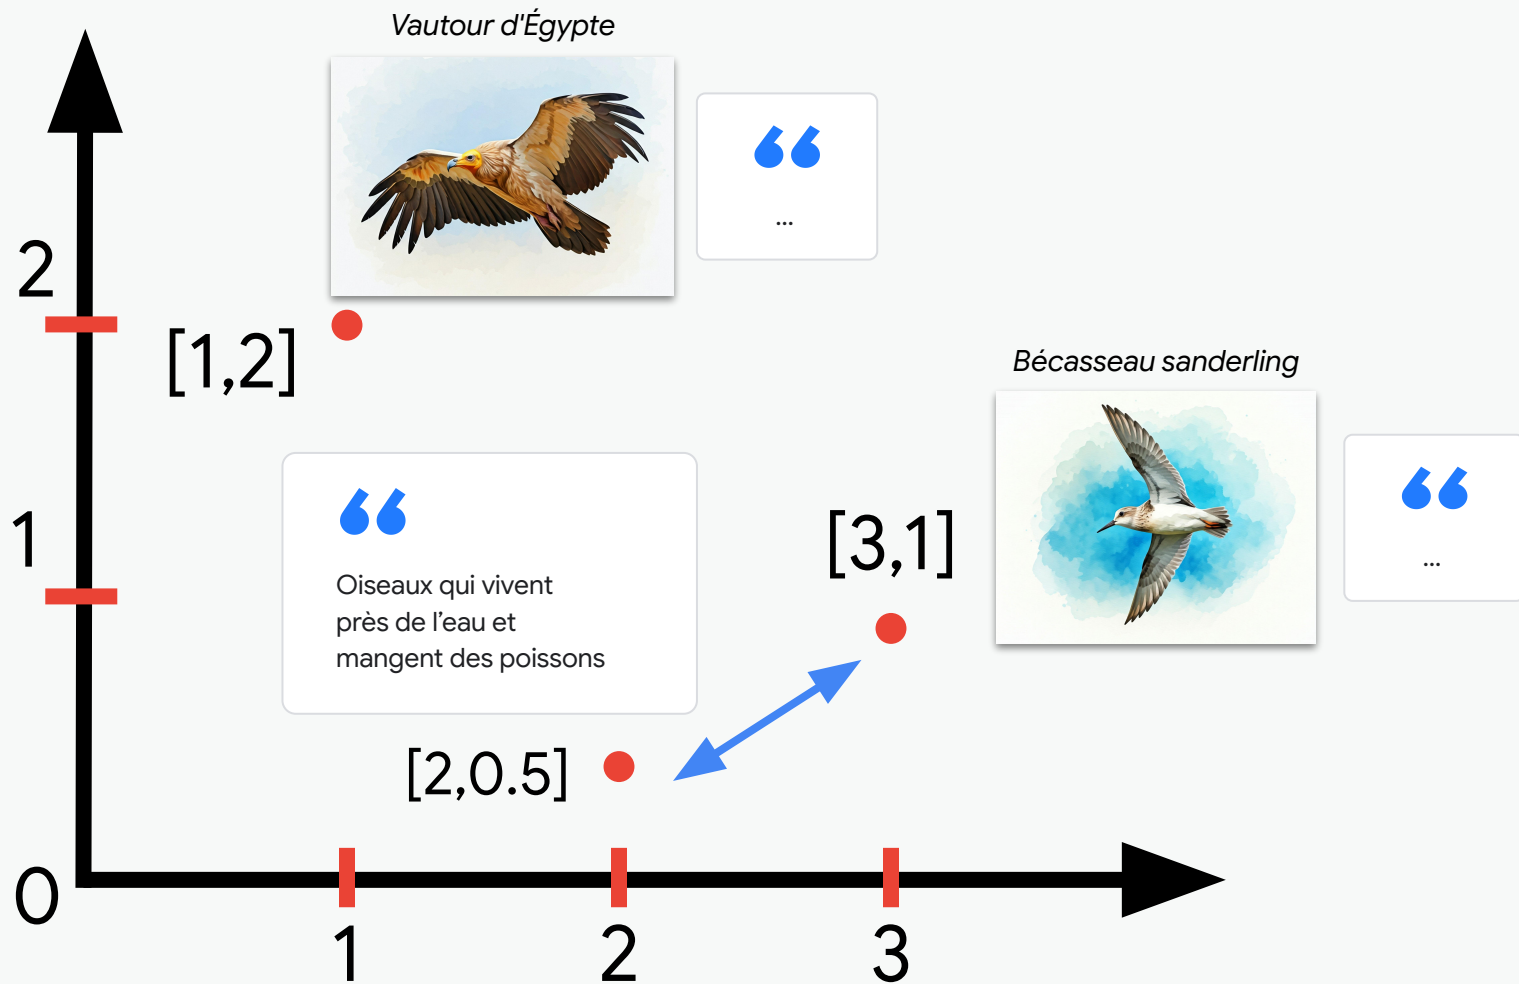 Vautour d'Égypte
“
...
2
[1,2]
Bécasseau sanderling
“
...
1
“
Oiseaux qui vivent
près de l’eau et
mangent des poissons
[3,1]
[2,0.5]
0
1
2
3